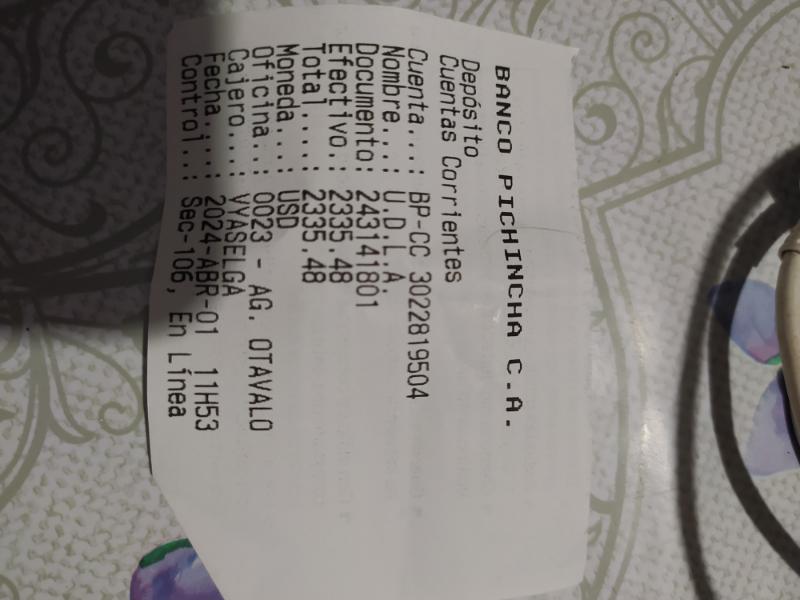 BANCO PICHINCHA C.A.
Depósito
Cuentas Corrientes
Cuenta...: BP-CC 3022819504
Nombre...: U.D.L.A.
Documento: 243141801
Efectivo.: 2335.48
Total....: 2335.48
Moneda...: USD
Oficina..: 0023 - AG. OTAVALO
Cajero...: VYASELGA
Fecha....: 2024-ABR-01 11H53
Control..: Sec-106, En Línea